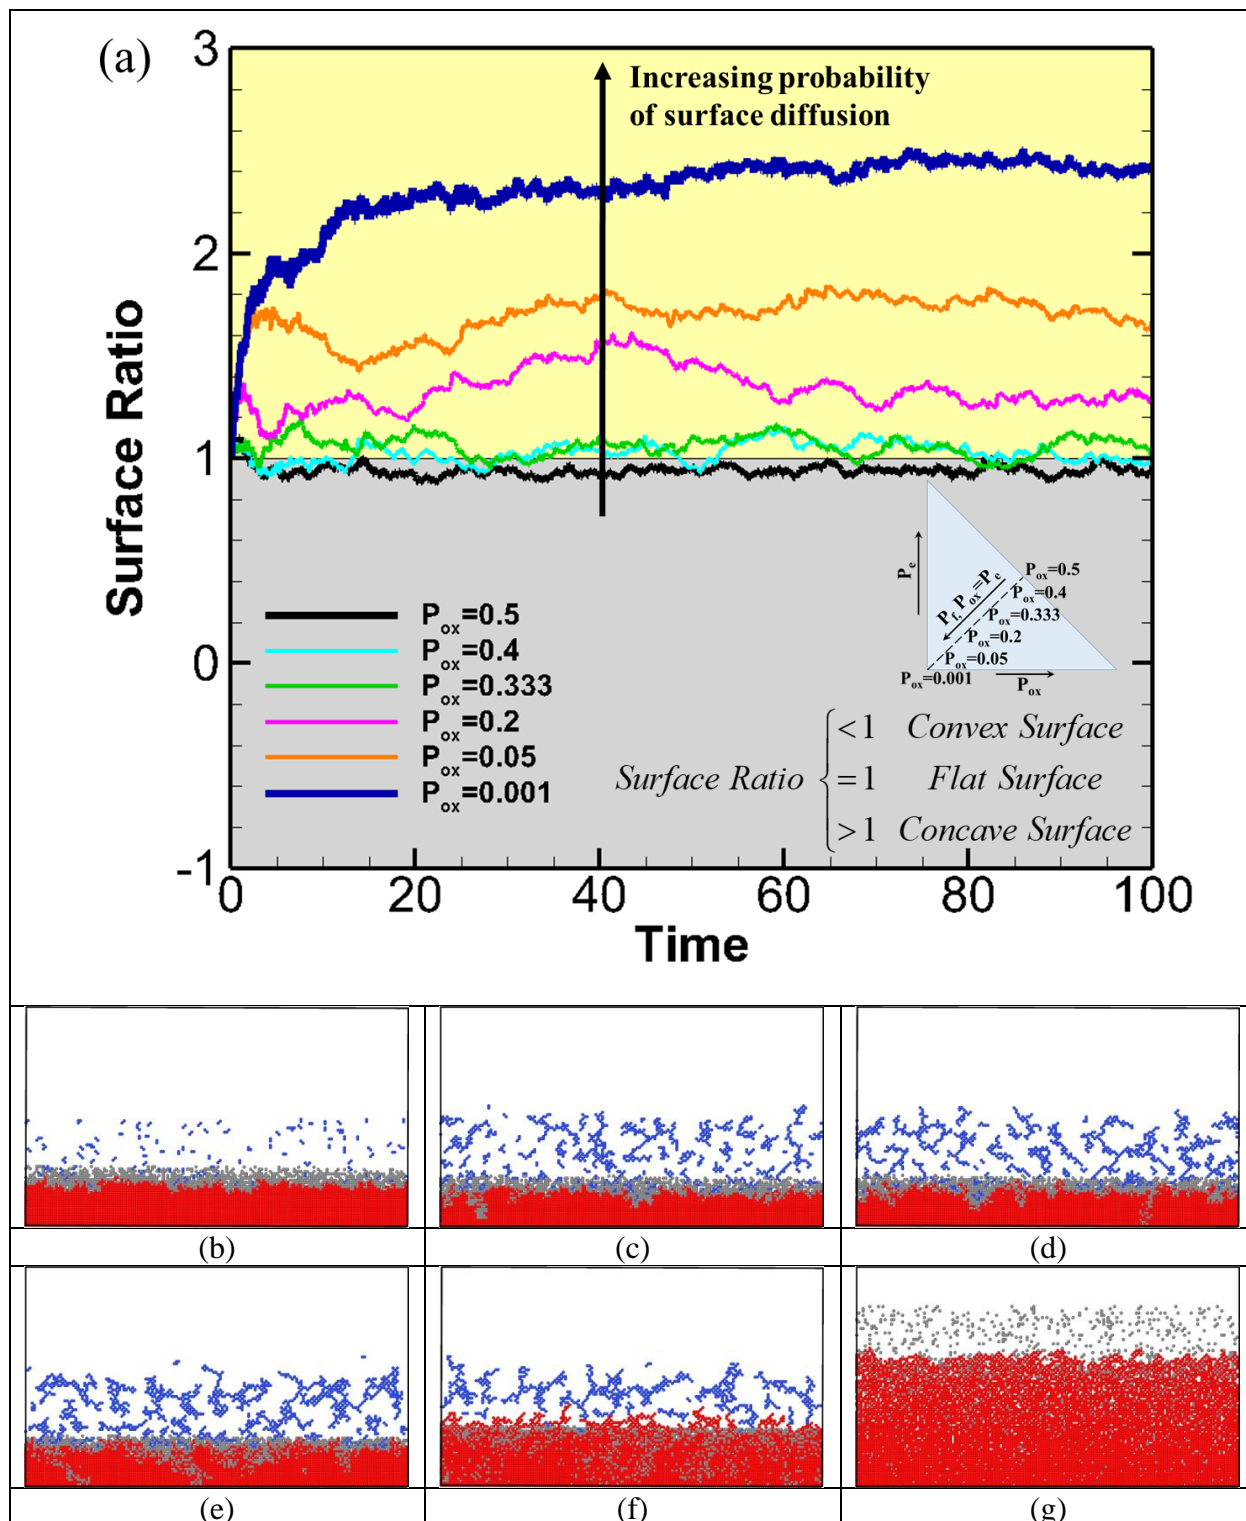 (a)
3
2
1
0
-1
Surface Ratio
Increasing probability
of surface diffusion
P_ox=0.5
P_ox=0.4
P_ox=0.333
P_ox=0.2
P_ox=0.05
P_ox=0.001
P_e
P_f, P_ox=P_e
P_ox=0.5
P_ox=0.4
P_ox=0.333
P_ox=0.2
P_ox=0.05
P_ox=0.001
P_ox
<1 Convex Surface
Surface Ratio =1 Flat Surface
>1 Concave Surface
0 20 40 60 80 100
Time
(b) (c) (d)
(e) (f) (g)